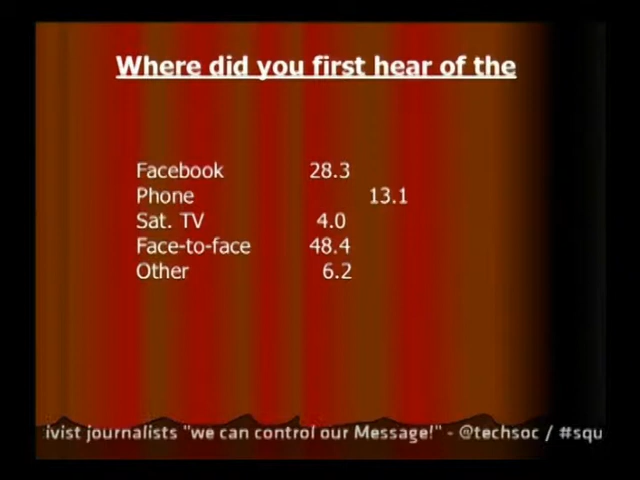 Where did you first hear of the
Facebook 28.3
Phone 13.1
Sat. TV 4.0
Face-to-face 48.4
Other 6.2
ivist journalists "we can control our Message!" - @techsoc / #squ